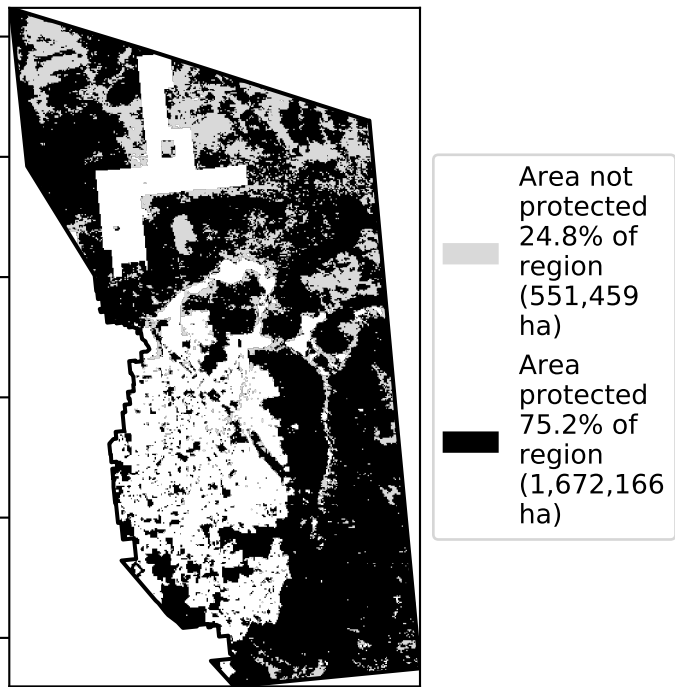 Area not
protected
24.8% of
region
(551,459
ha)
Area
protected
75.2% of
region
(1,672,166
ha)